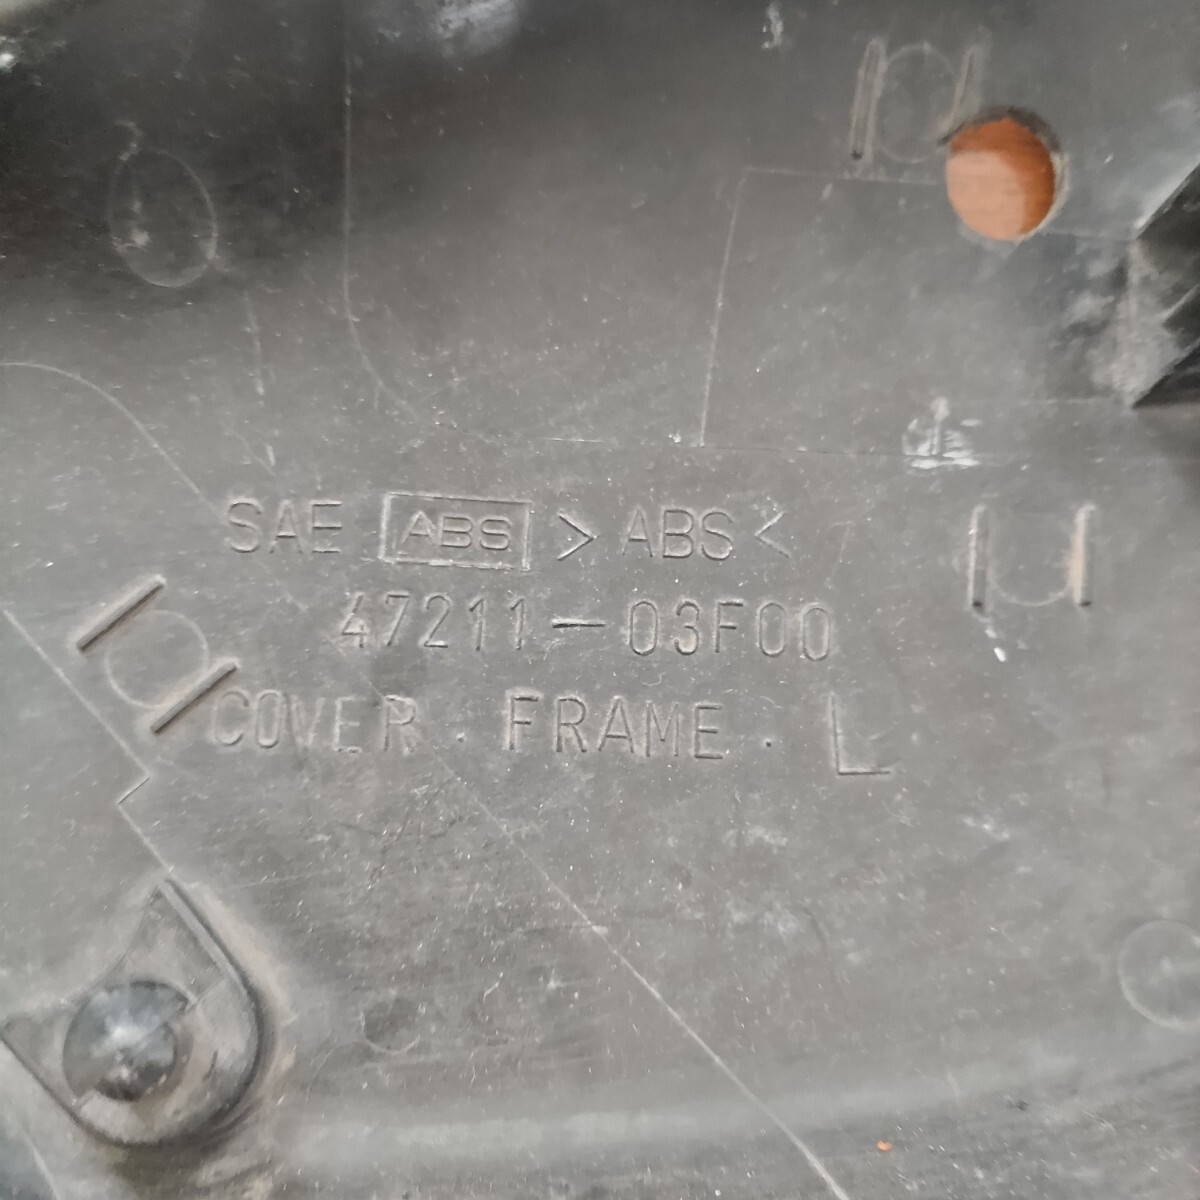 SAE ABS >ABS<
47211-03F00
COVER · FRAME · L